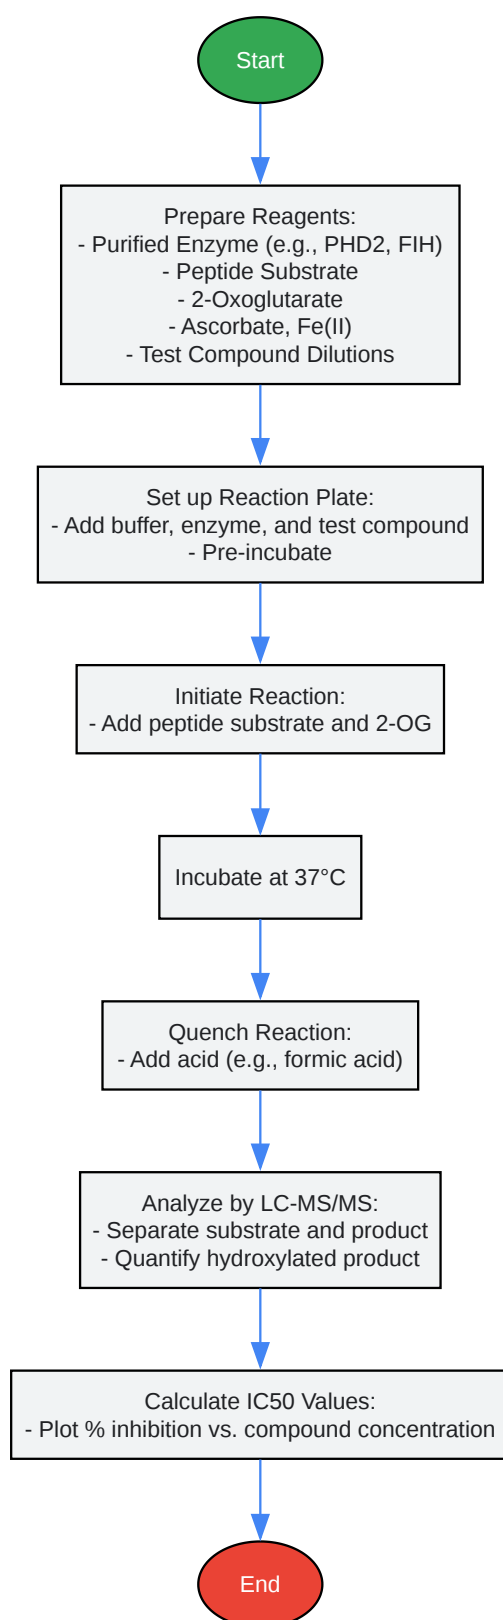 Start
Prepare Reagents:
- Purified Enzyme (e.g., PHD2, FIH)
- Peptide Substrate
- 2-Oxoglutarate
- Ascorbate, Fe(II)
- Test Compound Dilutions
Set up Reaction Plate:
- Add buffer, enzyme, and test compound
- Pre-incubate
Initiate Reaction:
- Add peptide substrate and 2-OG
Incubate at 37°C
Quench Reaction:
- Add acid (e.g., formic acid)
Analyze by LC-MS/MS:
- Separate substrate and product
- Quantify hydroxylated product
Calculate IC50 Values:
- Plot % inhibition vs. compound concentration
End